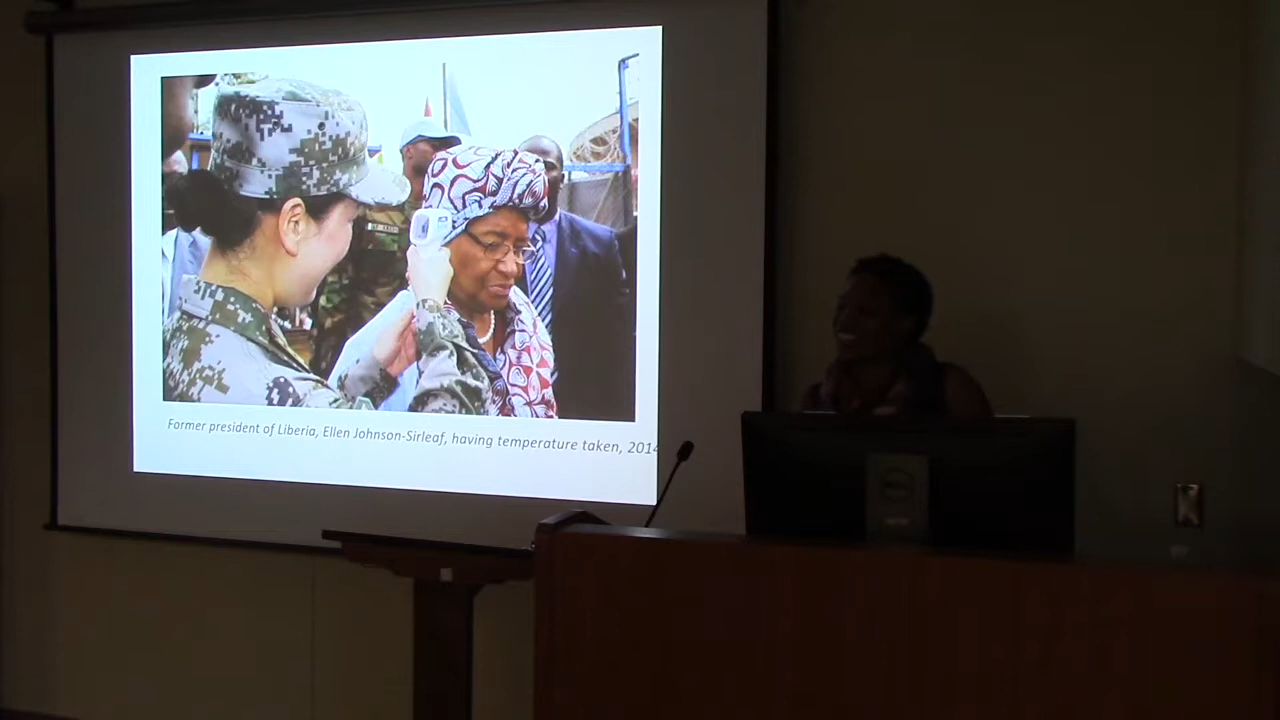 Former president of Liberia, Ellen Johnson-Sirleaf, having temperature taken, 2014